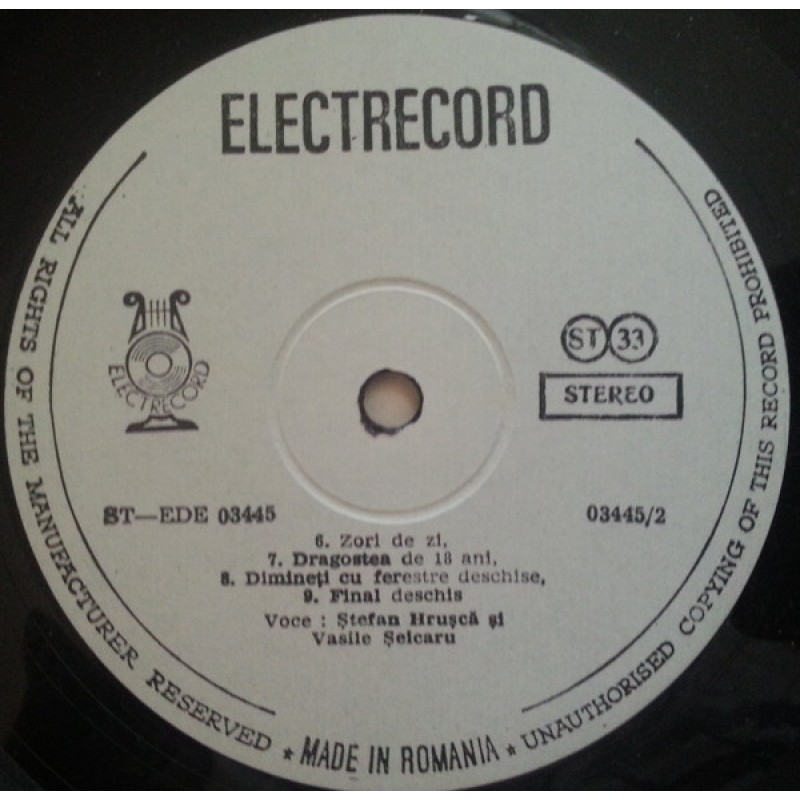 ELECTRECORD
ALL RIGHTS OF THE MANUFACTURER RESERVED ★ MADE IN ROMANIA ★ UNAUTHORISED COPYING OF THIS RECORD PROHIBITED
ELECTRECORD
ST 33
STEREO
ST—EDE 03445
03445/2
6. Zori de zi,
7. Dragostea de 18 ani,
8. Dimineți cu ferestre deschise,
9. Final deschis
Voce : Ștefan Hrușcă și
Vasile Șeicaru